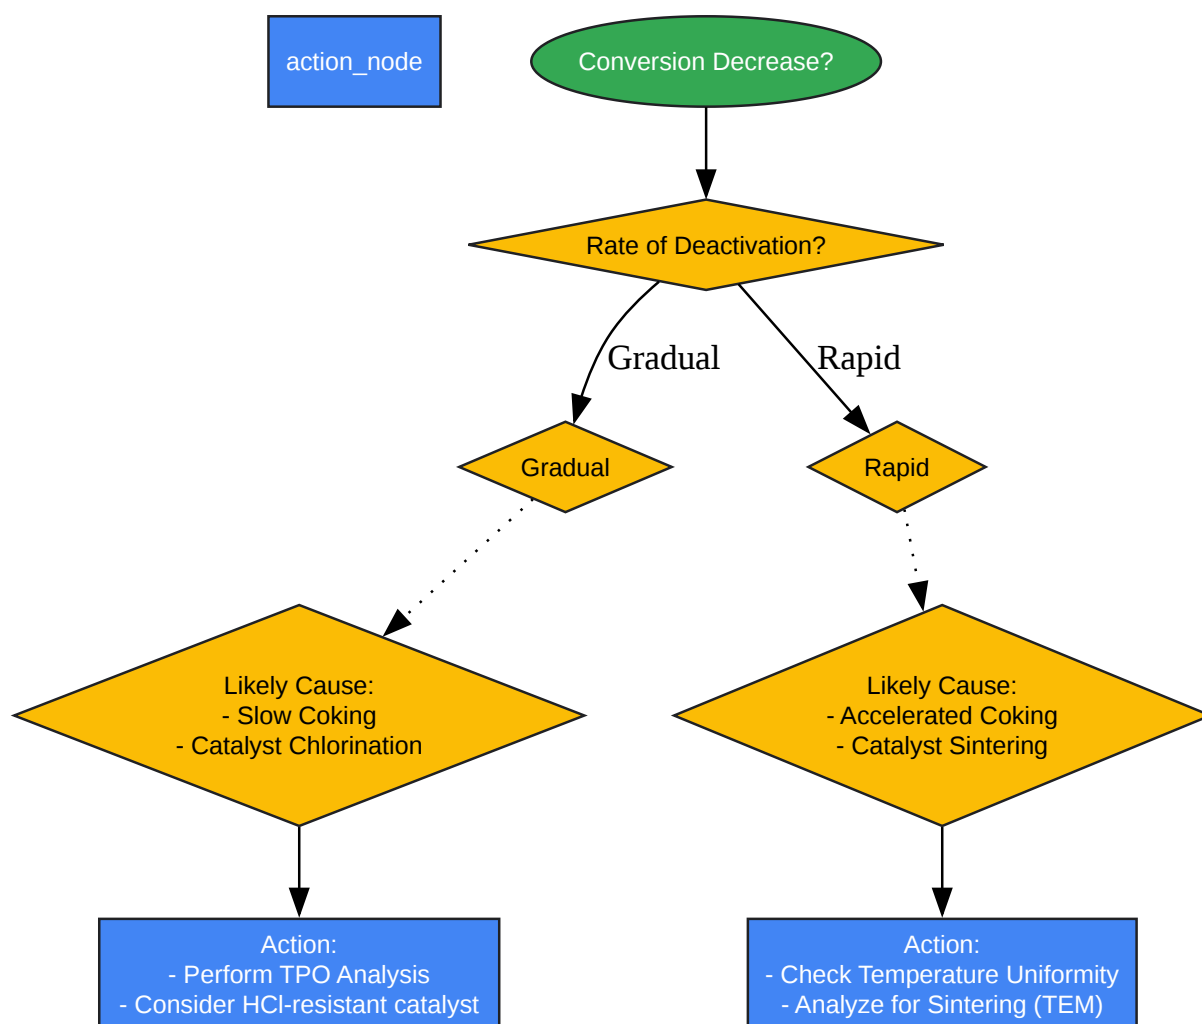 action_node
Conversion Decrease?
Rate of Deactivation?
Gradual
Rapid
Gradual
Rapid
Likely Cause:
- Slow Coking
- Catalyst Chlorination
Likely Cause:
- Accelerated Coking
- Catalyst Sintering
Action:
- Perform TPO Analysis
- Consider HCl-resistant catalyst
Action:
- Check Temperature Uniformity
- Analyze for Sintering (TEM)